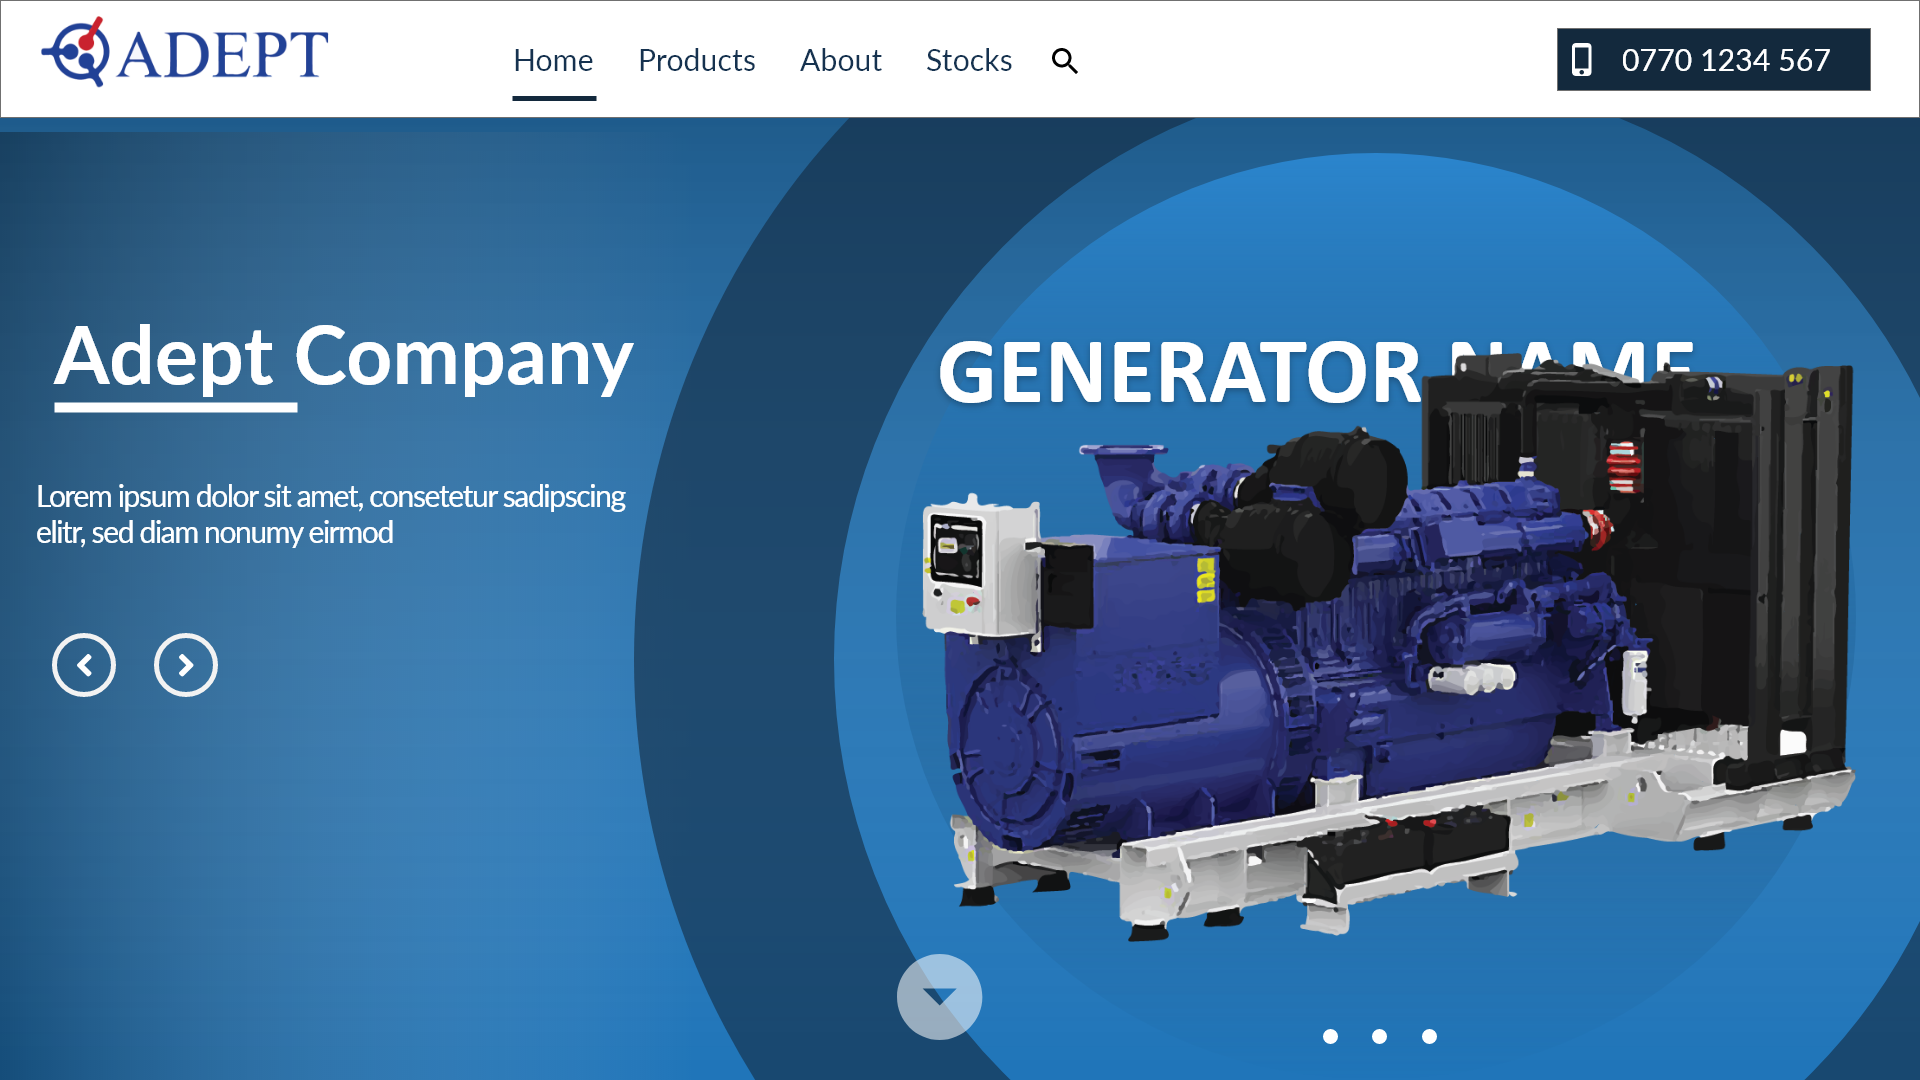 ADEPT
Home Products About Stocks
0770 1234 567
Adept Company
GENERATOR NAME
Lorem ipsum dolor sit amet, consetetur sadipscing
elitr, sed diam nonumy eirmod